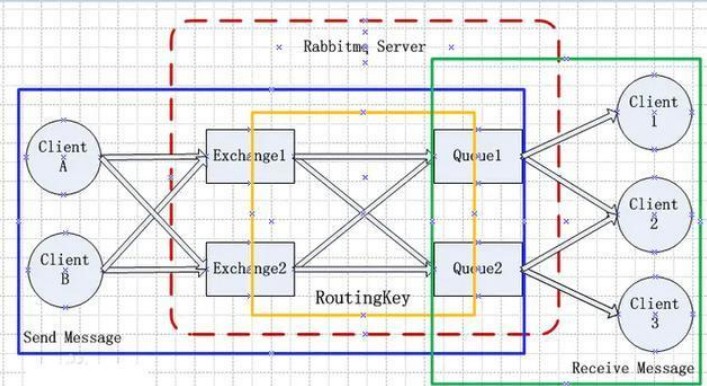 Rabbitmq Server
Client
A
Client
B
Exchange1
Exchange2
Queue1
Queue2
RoutingKey
Client
1
Client
2
Client
3
Send Message
Receive Message